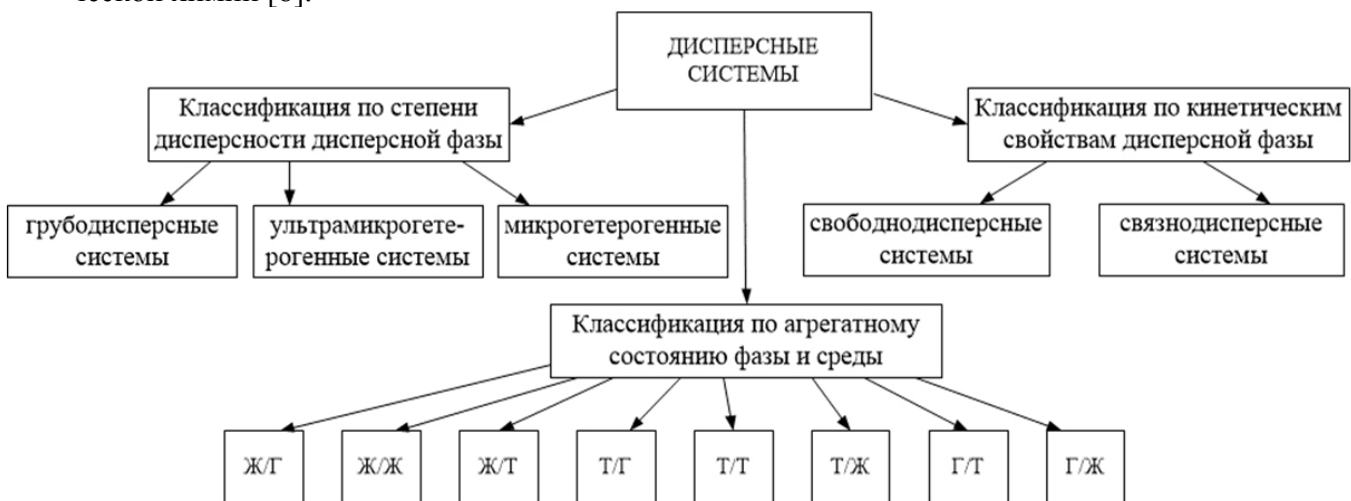 ДИСПЕРСНЫЕ
СИСТЕМЫ
Классификация по степени
дисперсности дисперсной фазы
Классификация по кинетическим
свойствам дисперсной фазы
грубодисперсные
системы
ультрамикрогете-
рогенные системы
микрогетерогенные
системы
свободнодисперсные
системы
связнодисперсные
системы
Классификация по агрегатному
состоянию фазы и среды
Ж/Г
Ж/Ж
Ж/Т
Т/Г
Т/Т
Т/Ж
Г/Т
Г/Ж